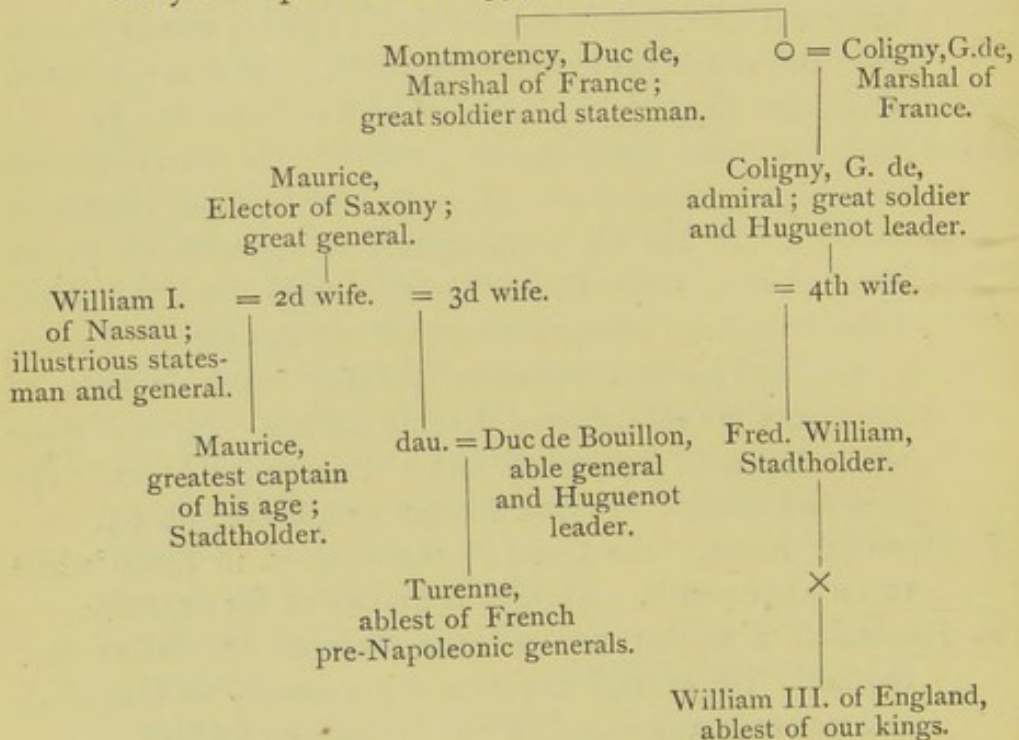 Montmorency, Duc de,
Marshal of France ;
great soldier and statesman.
O = Coligny, G. de,
Marshal of
France.
Maurice,
Elector of Saxony ;
great general.
Coligny, G. de,
admiral ; great soldier
and Huguenot leader.
William I.
of Nassau ;
illustrious states-
man and general.
= 2d wife.
= 3d wife.
= 4th wife.
Maurice,
greatest captain
of his age ;
Stadtholder.
dau. = Duc de Bouillon,
able general
and Huguenot
leader.
Fred. William,
Stadtholder.
Turenne,
ablest of French
pre-Napoleonic generals.
×
William III. of England,
ablest of our kings.